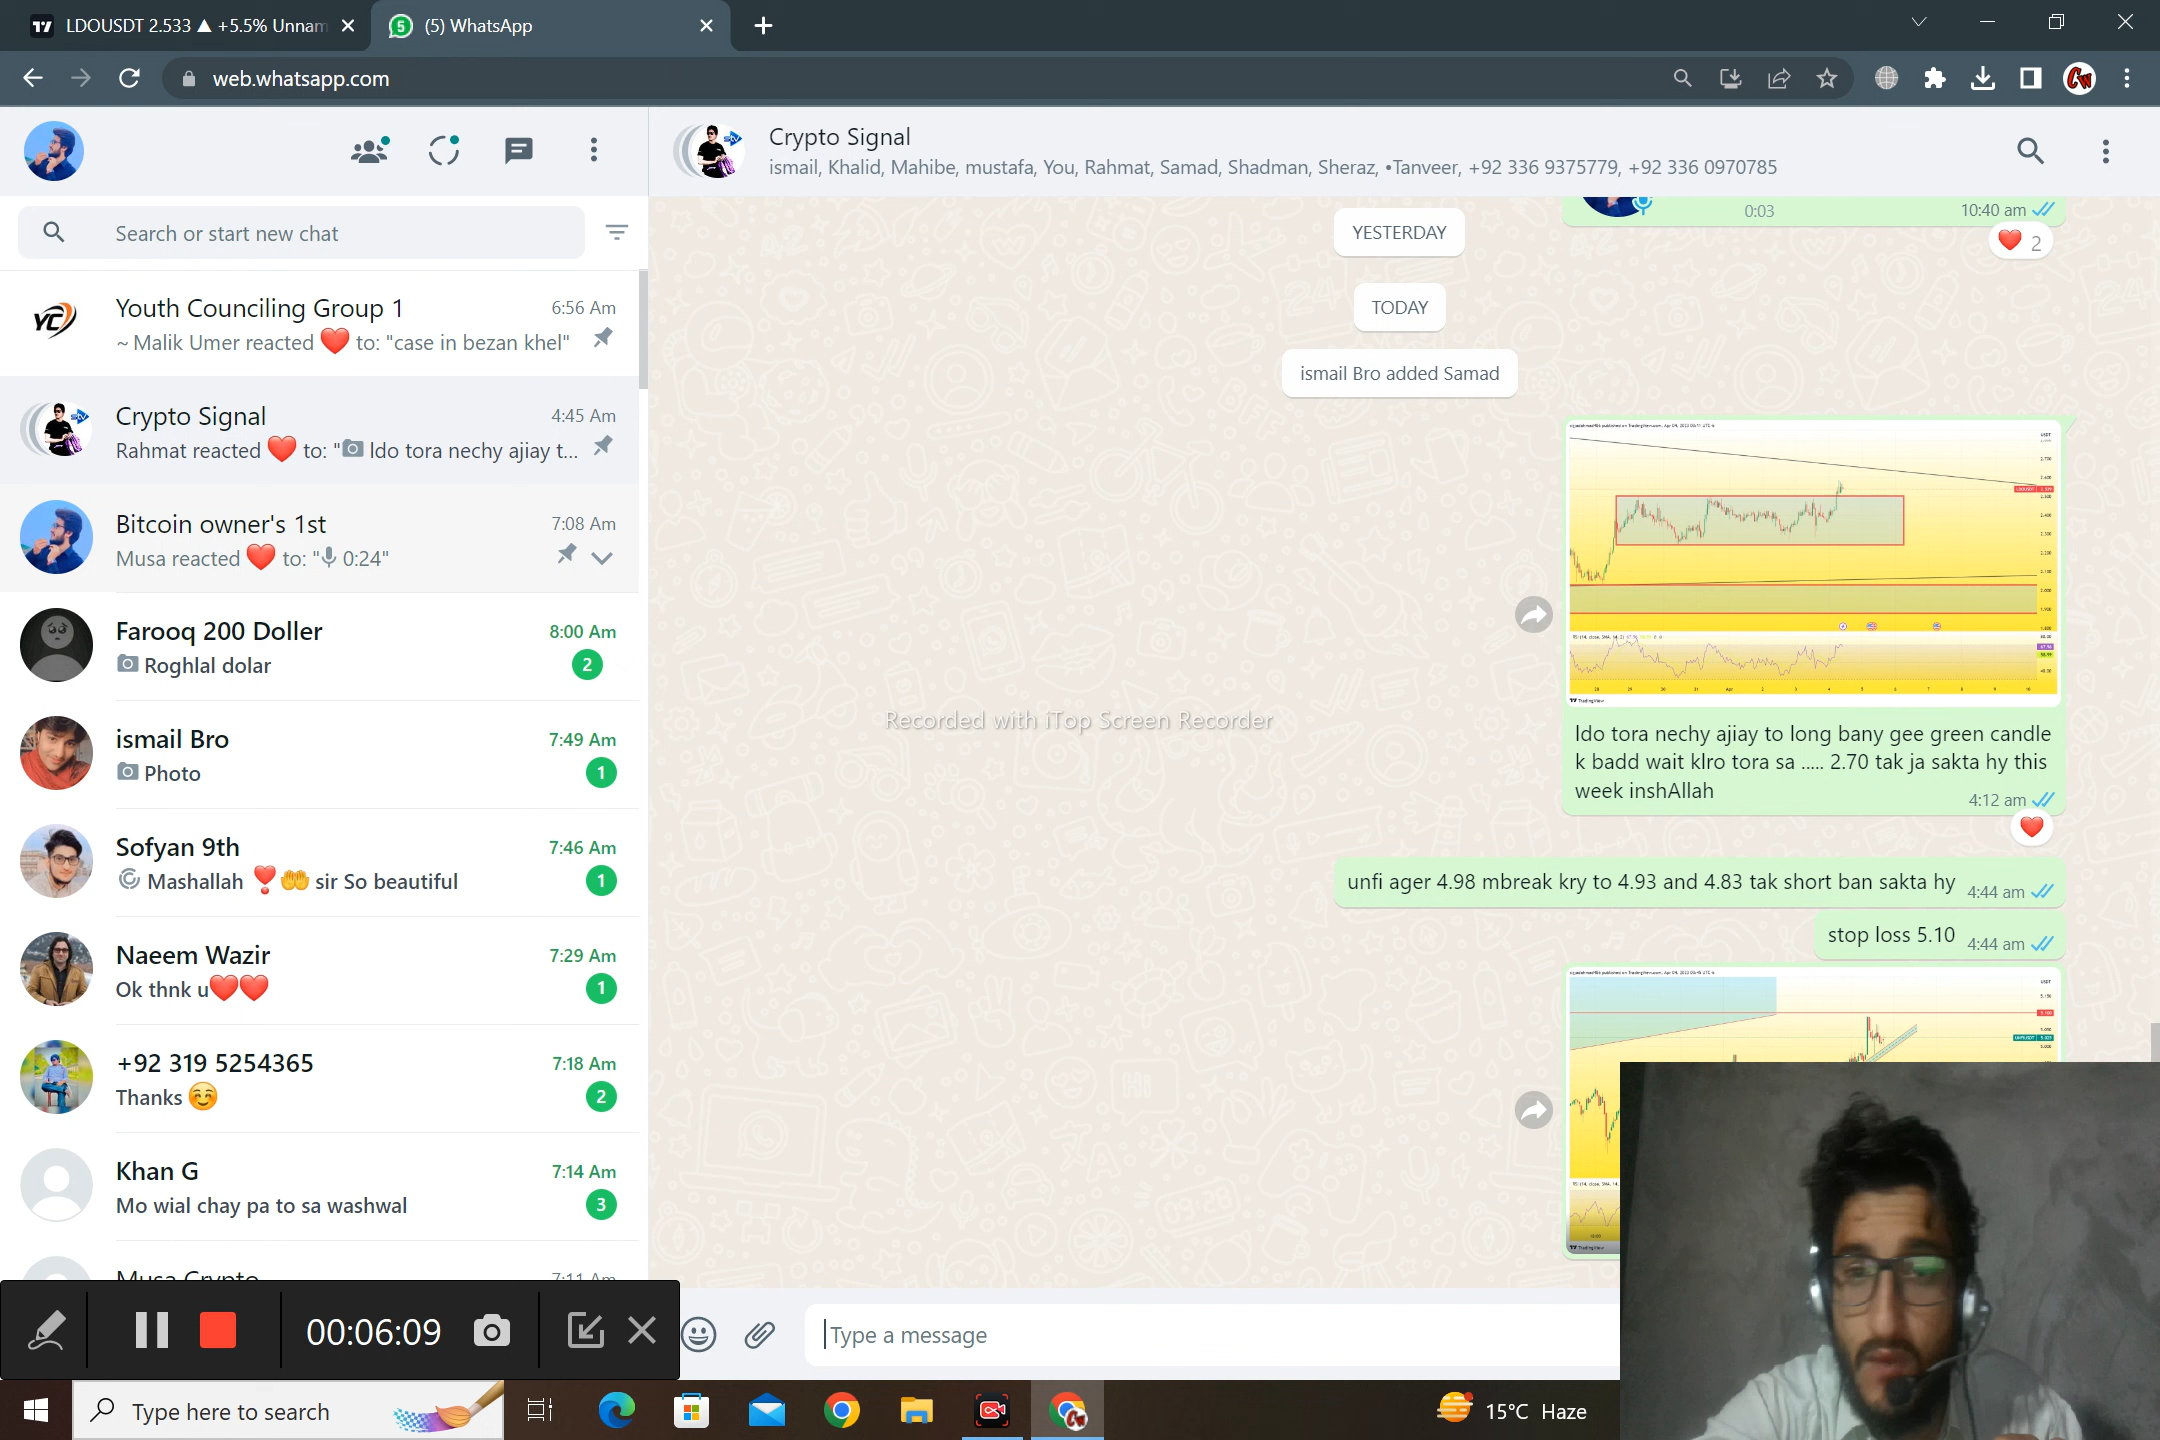 LDOUSDT 2.533 ▲ +5.5% Unnam
(5) WhatsApp
web.whatsapp.com
Crypto Signal
ismail, Khalid, Mahibe, mustafa, You, Rahmat, Samad, Shadman, Sheraz, •Tanveer, +92 336 9375779, +92 336 0970785
Search or start new chat
Youth Counciling Group 1
6:56 Am
~ Malik Umer reacted ❤️ to: "case in bezan khel"
Crypto Signal
4:45 Am
Rahmat reacted ❤️ to: "📷 ldo tora nechy ajiay t...
Bitcoin owner's 1st
7:08 Am
Musa reacted ❤️ to: "🎤 0:24"
Farooq 200 Doller
8:00 Am
Roghlal dolar
2
ismail Bro
7:49 Am
Photo
1
Sofyan 9th
7:46 Am
Mashallah ❣️🤲 sir So beautiful
1
Naeem Wazir
7:29 Am
Ok thnk u❤️❤️
1
+92 319 5254365
7:18 Am
Thanks ☺️
2
Khan G
7:14 Am
Mo wial chay pa to sa washwal
3
Musa Crypto
7:11 Am
0:03
10:40 am
❤️ 2
YESTERDAY
TODAY
ismail Bro added Samad
TradingView
ldo tora nechy ajiay to long bany gee green candle
k badd wait klro tora sa ..... 2.70 tak ja sakta hy this
week inshAllah
4:12 am
unfi ager 4.98 mbreak kry to 4.93 and 4.83 tak short ban sakta hy
4:44 am
stop loss 5.10
4:44 am
TradingView
Recorded with iTop Screen Recorder
Type a message
00:06:09
Type here to search
15°C Haze